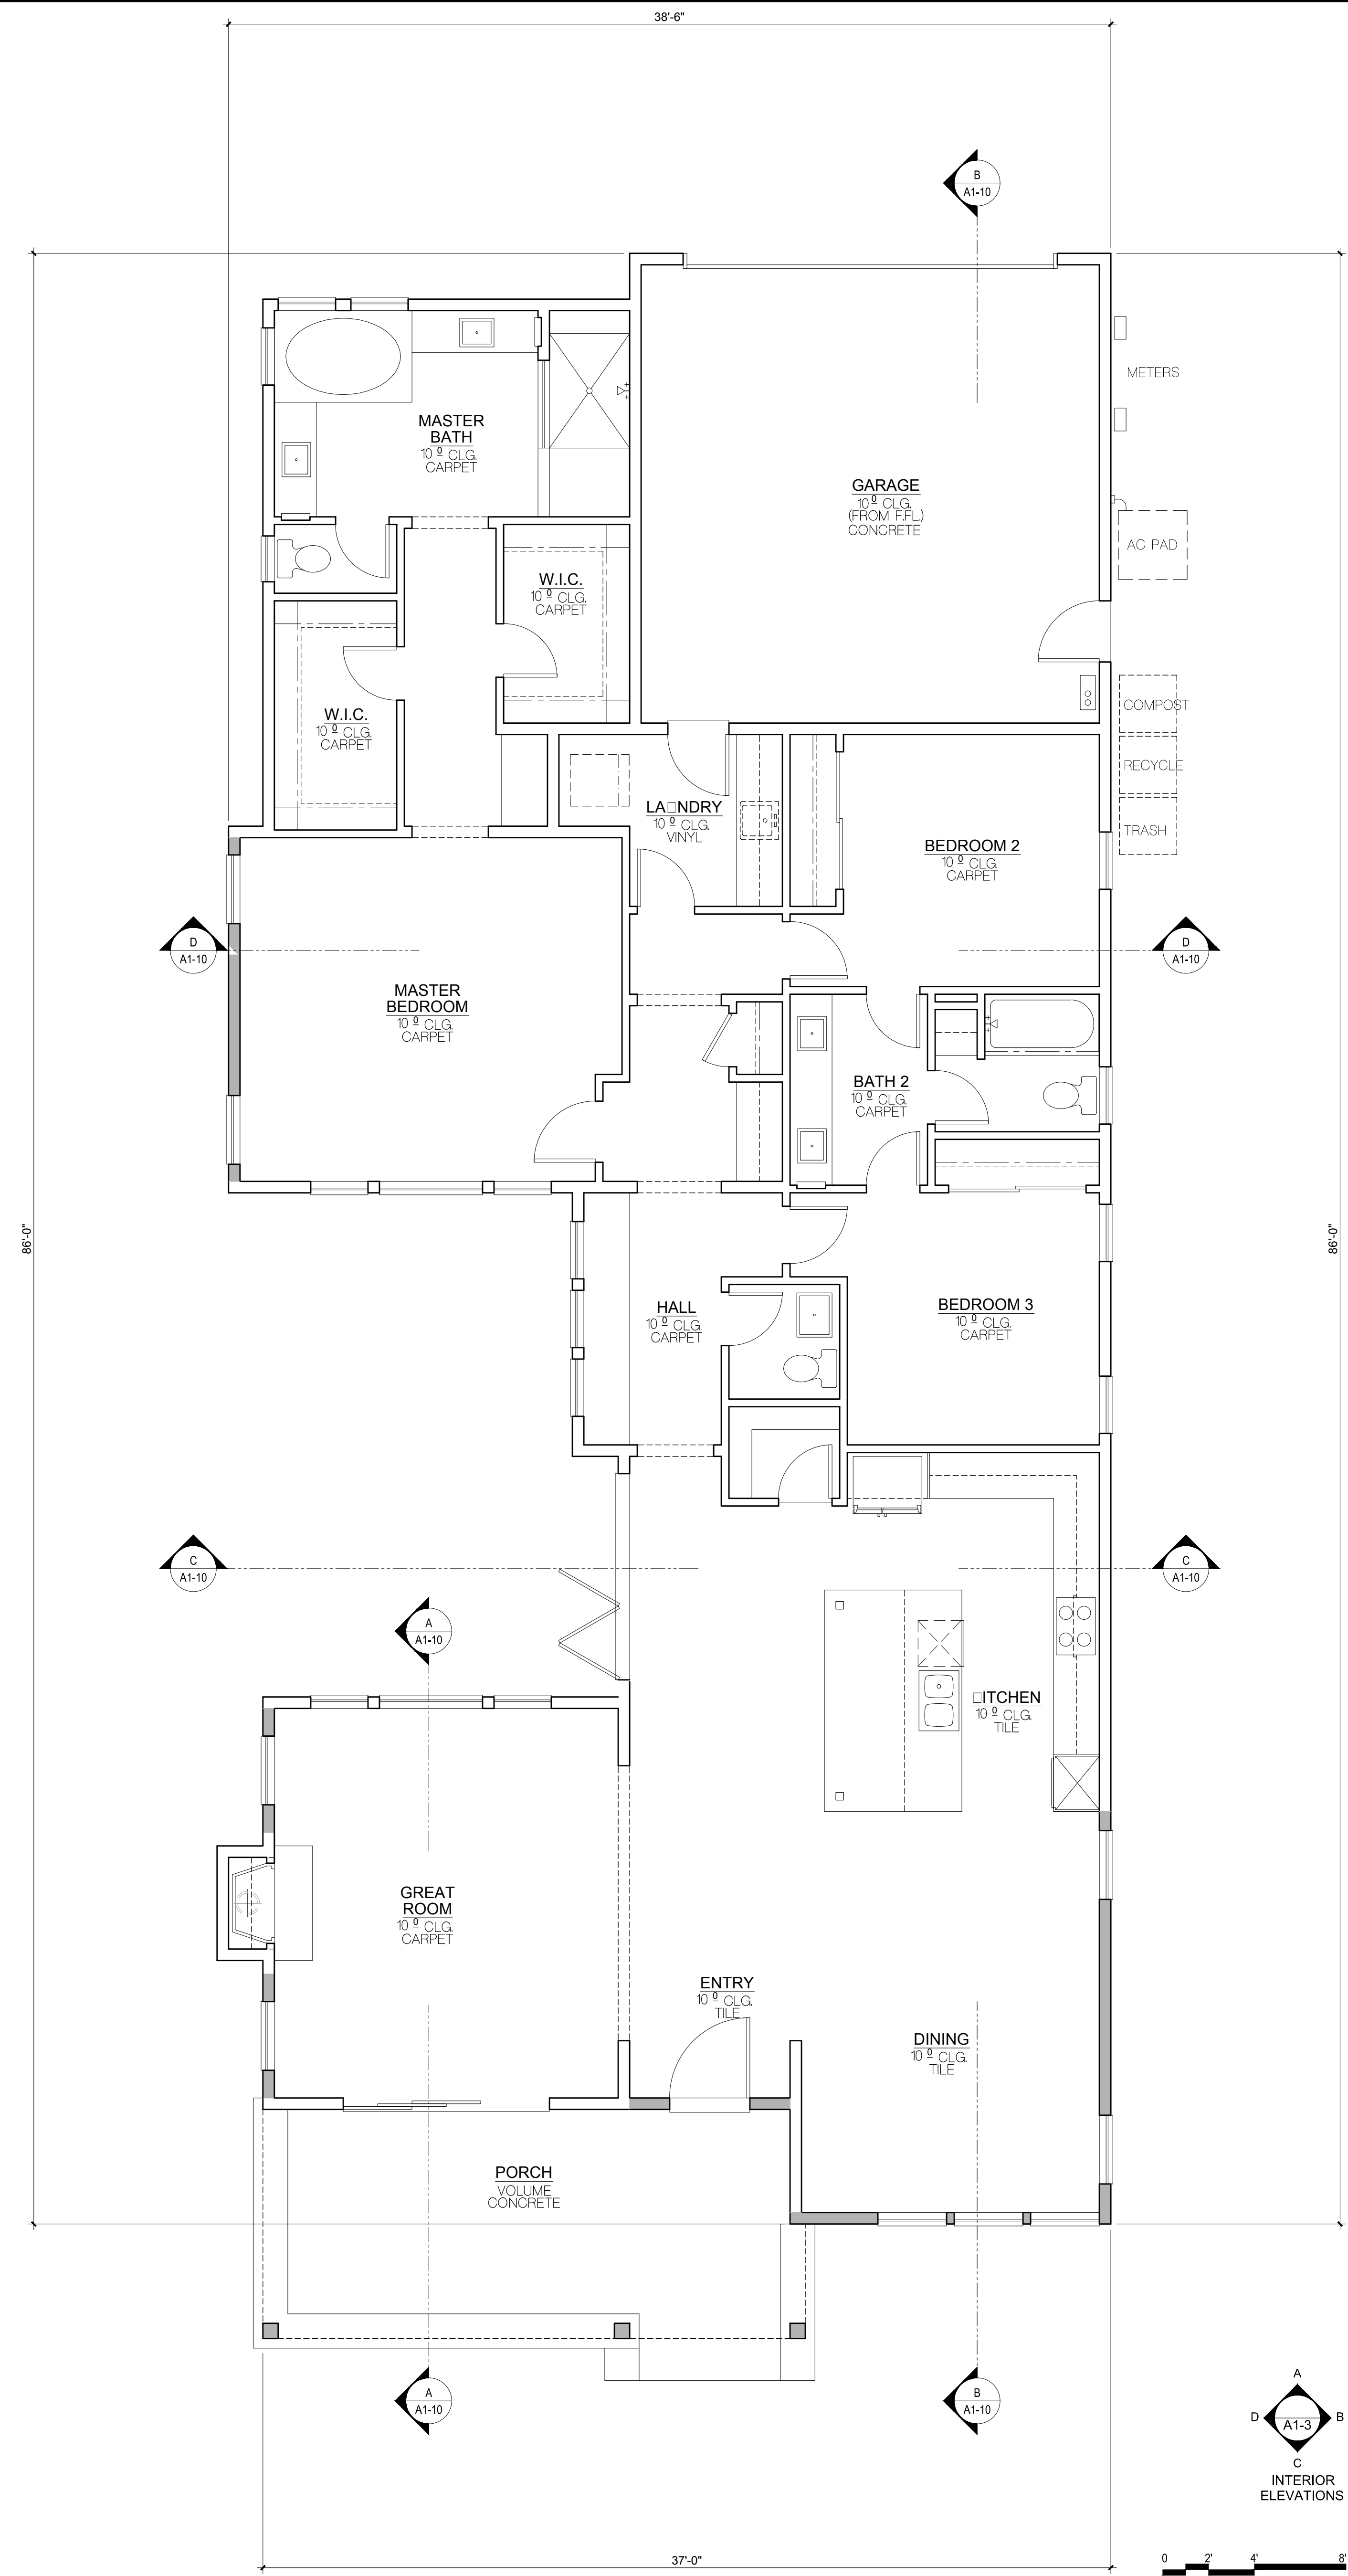 38'-6"
B
A1-10
METERS
MASTER
BATH
10 0 CLG.
CARPET
GARAGE
10 0 CLG.
(FROM F.FL.)
CONCRETE
AC PAD
W.I.C.
10 0 CLG.
CARPET
COMPOST
W.I.C.
10 0 CLG.
CARPET
RECYCLE
LA□NDRY
10 0 CLG.
VINYL
TRASH
BEDROOM 2
10 0 CLG.
CARPET
D
A1-10
D
A1-10
MASTER
BEDROOM
10 0 CLG.
CARPET
BATH 2
10 0 CLG.
CARPET
86'-0"
86'-0"
HALL
10 0 CLG.
CARPET
BEDROOM 3
10 0 CLG.
CARPET
C
A1-10
C
A1-10
A
A1-10
□ITCHEN
10 0 CLG.
TILE
GREAT
ROOM
10 0 CLG.
CARPET
ENTRY
10 0 CLG.
TILE
DINING
10 0 CLG.
TILE
PORCH
VOLUME
CONCRETE
A
A1-10
B
A1-10
A
D A1-3 B
C
INTERIOR
ELEVATIONS
37'-0"
0 2' 4' 8'